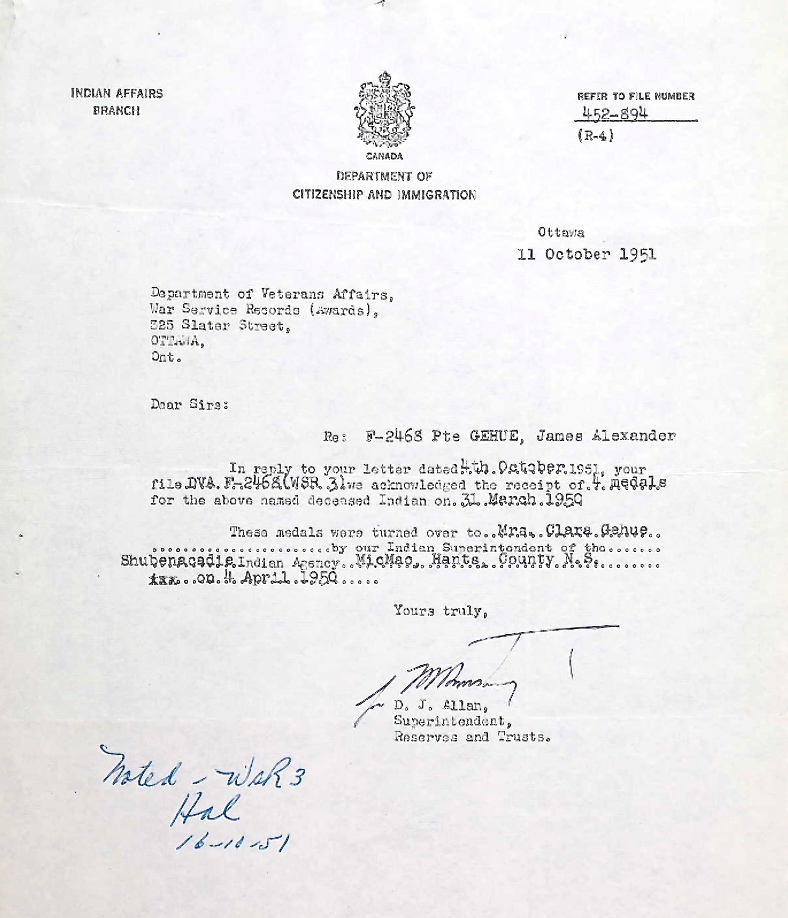 INDIAN AFFAIRS
BRANCH
REFER TO FILE NUMBER
452-894
(R-4)
CANADA
DEPARTMENT OF
CITIZENSHIP AND IMMIGRATION
Ottawa
11 October 1951
Department of Veterans Affairs,
War Service Records (Awards),
325 Slater Street,
OTTAWA,
Ont.
Dear Sirs:
Re: F-2468 Pte GEHUE, James Alexander
In reply to your letter dated 4th. October 1951, your
file DVA. F-2468(WSR 3) we acknowledged the receipt of 4 medals
for the above named deceased Indian on 31 March 1950
These medals were turned over to Mrs. Clara Gehue
by our Indian Superintendent of the
Shubenacadie Indian Agency MicMac, Hants, County N.S.
on 4 April 1950
Yours truly,
D. J. Allan,
Superintendent,
Reserves and Trusts.
Noted - WSR 3
Hal
16-10-51